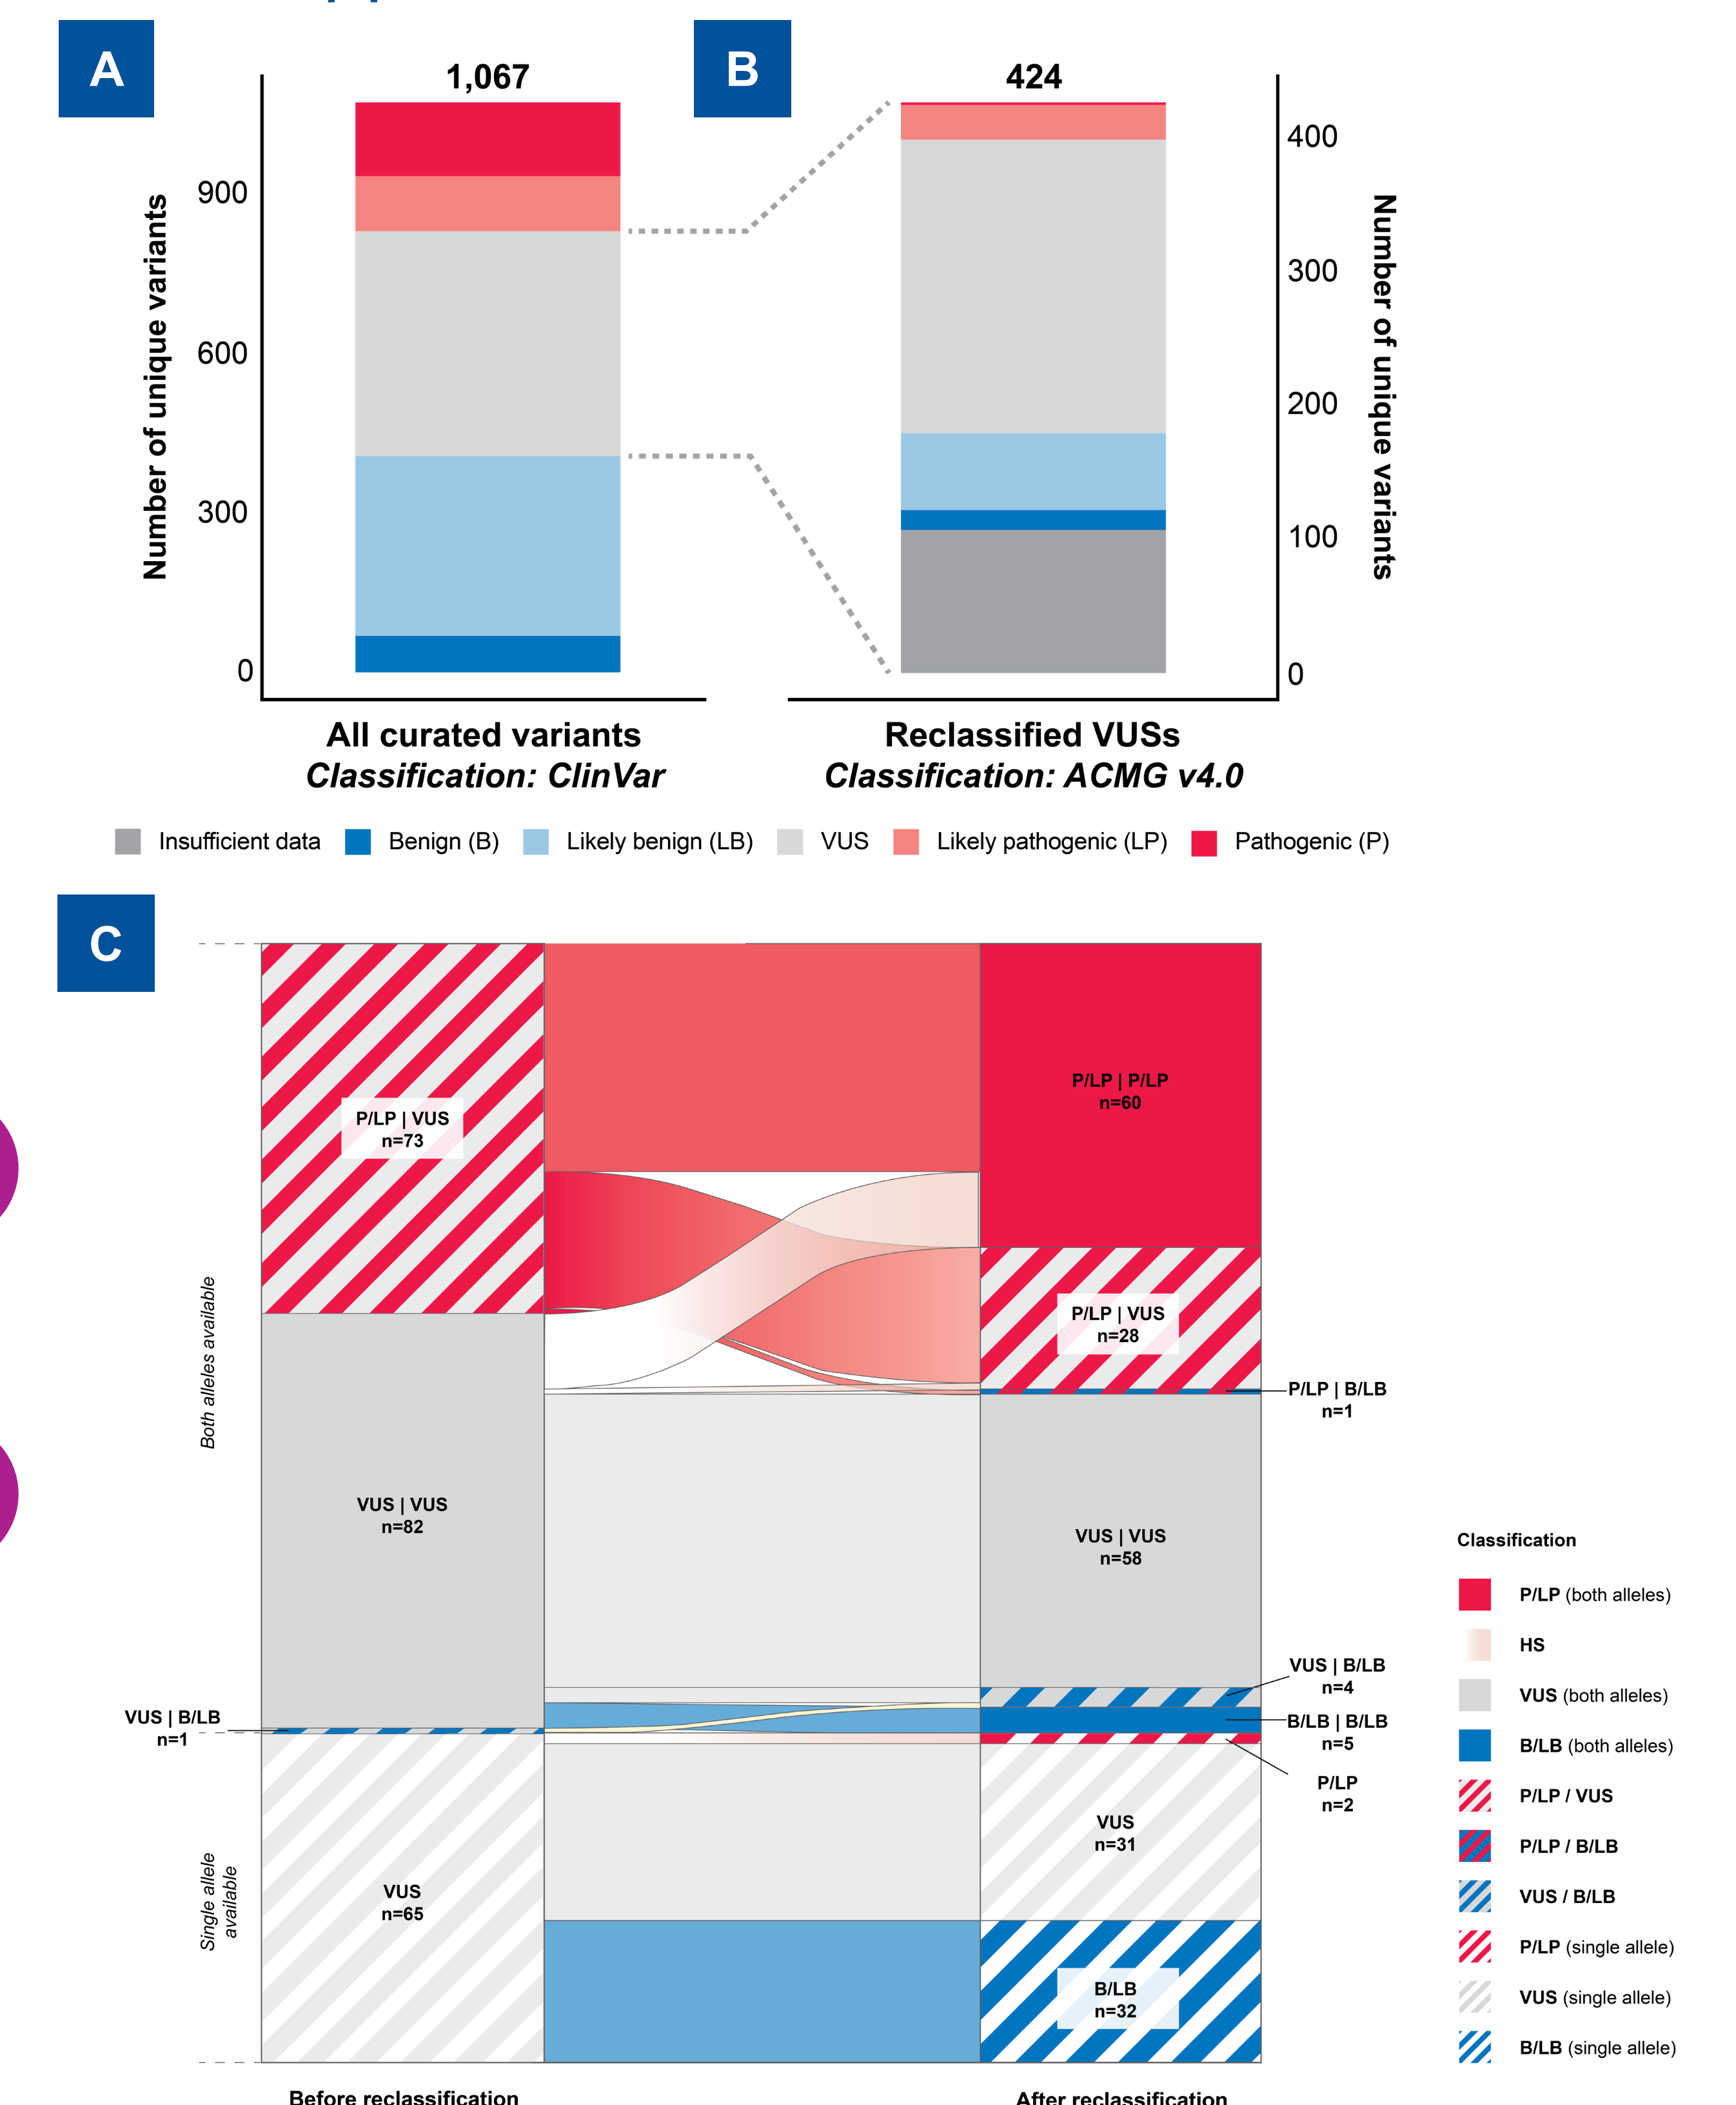 A
B
1,067
424
900
600
300
0
Number of unique variants
400
300
200
100
0
Number of unique variants
All curated variants
Classification: ClinVar
Reclassified VUSs
Classification: ACMG v4.0
Insufficient data
Benign (B)
Likely benign (LB)
VUS
Likely pathogenic (LP)
Pathogenic (P)
C
Both alleles available
Single allele
available
P/LP | VUS
n=73
VUS | VUS
n=82
VUS | B/LB
n=1
VUS
n=65
P/LP | P/LP
n=60
P/LP | VUS
n=28
P/LP | B/LB
n=1
VUS | VUS
n=58
VUS | B/LB
n=4
B/LB | B/LB
n=5
P/LP
n=2
VUS
n=31
B/LB
n=32
Classification
P/LP (both alleles)
HS
VUS (both alleles)
B/LB (both alleles)
P/LP / VUS
P/LP / B/LB
VUS / B/LB
P/LP (single allele)
VUS (single allele)
B/LB (single allele)
Before reclassification
After reclassification